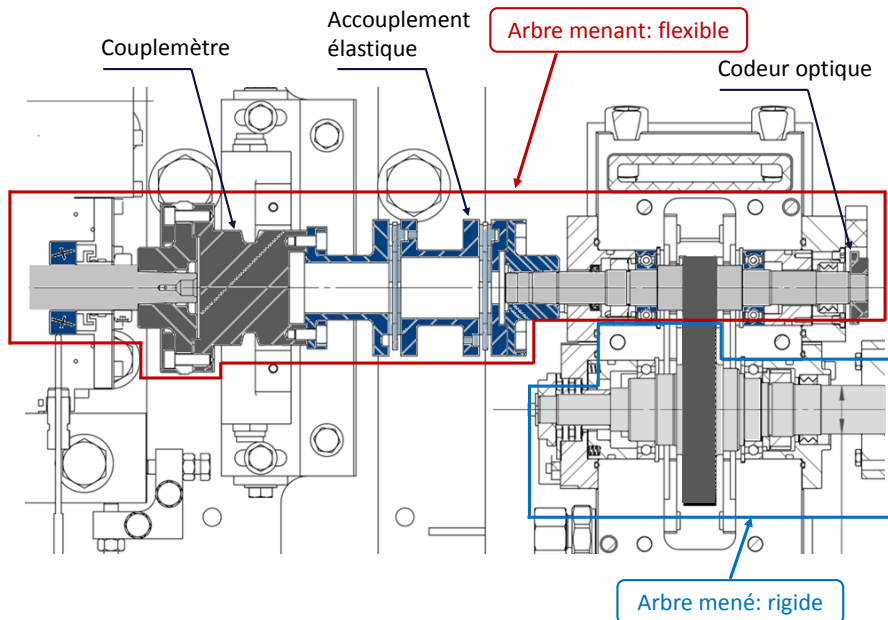 Arbre menant: flexible
Accouplement
élastique
Couplemètre
Codeur optique
Arbre mené: rigide